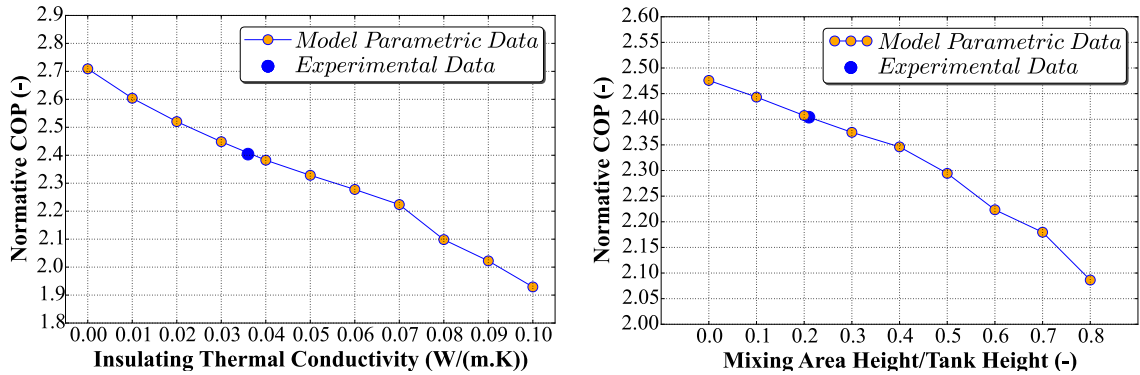 Normative COP (-)
2.9
2.8
2.7
2.6
2.5
2.4
2.3
2.2
2.1
2.0
1.9
1.8
Model Parametric Data
Experimental Data
0.00 0.01 0.02 0.03 0.04 0.05 0.06 0.07 0.08 0.09 0.10
Insulating Thermal Conductivity (W/(m.K))
Normative COP (-)
2.60
2.55
2.50
2.45
2.40
2.35
2.30
2.25
2.20
2.15
2.10
2.05
2.00
Model Parametric Data
Experimental Data
0.0 0.1 0.2 0.3 0.4 0.5 0.6 0.7 0.8
Mixing Area Height/Tank Height (-)